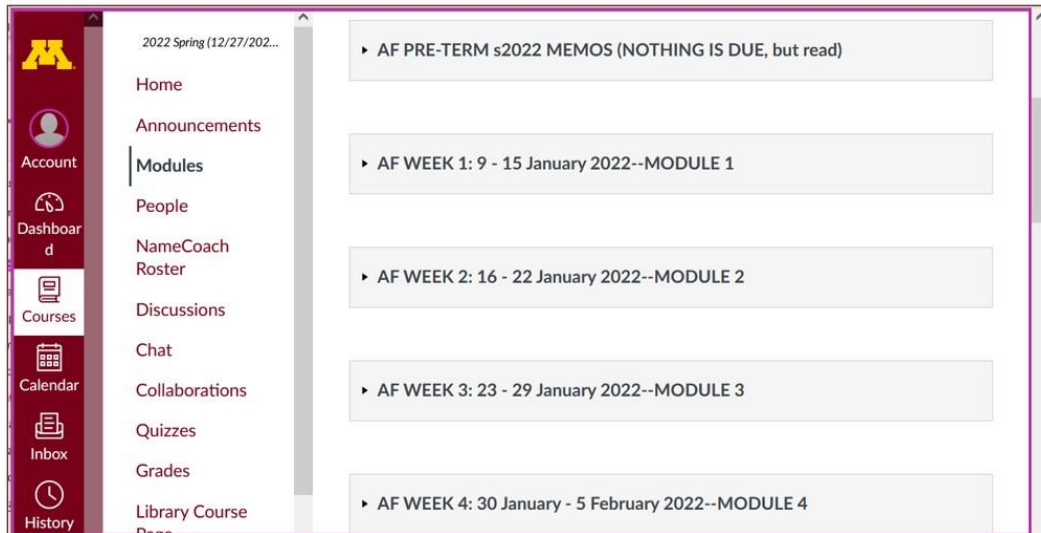 M
Account
Dashboar
d
Courses
Calendar
Inbox
History
2022 Spring (12/27/202...
Home
Announcements
Modules
People
NameCoach
Roster
Discussions
Chat
Collaborations
Quizzes
Grades
Library Course
AF PRE-TERM s2022 MEMOS (NOTHING IS DUE, but read)
AF WEEK 1: 9 - 15 January 2022--MODULE 1
AF WEEK 2: 16 - 22 January 2022--MODULE 2
AF WEEK 3: 23 - 29 January 2022--MODULE 3
AF WEEK 4: 30 January - 5 February 2022--MODULE 4